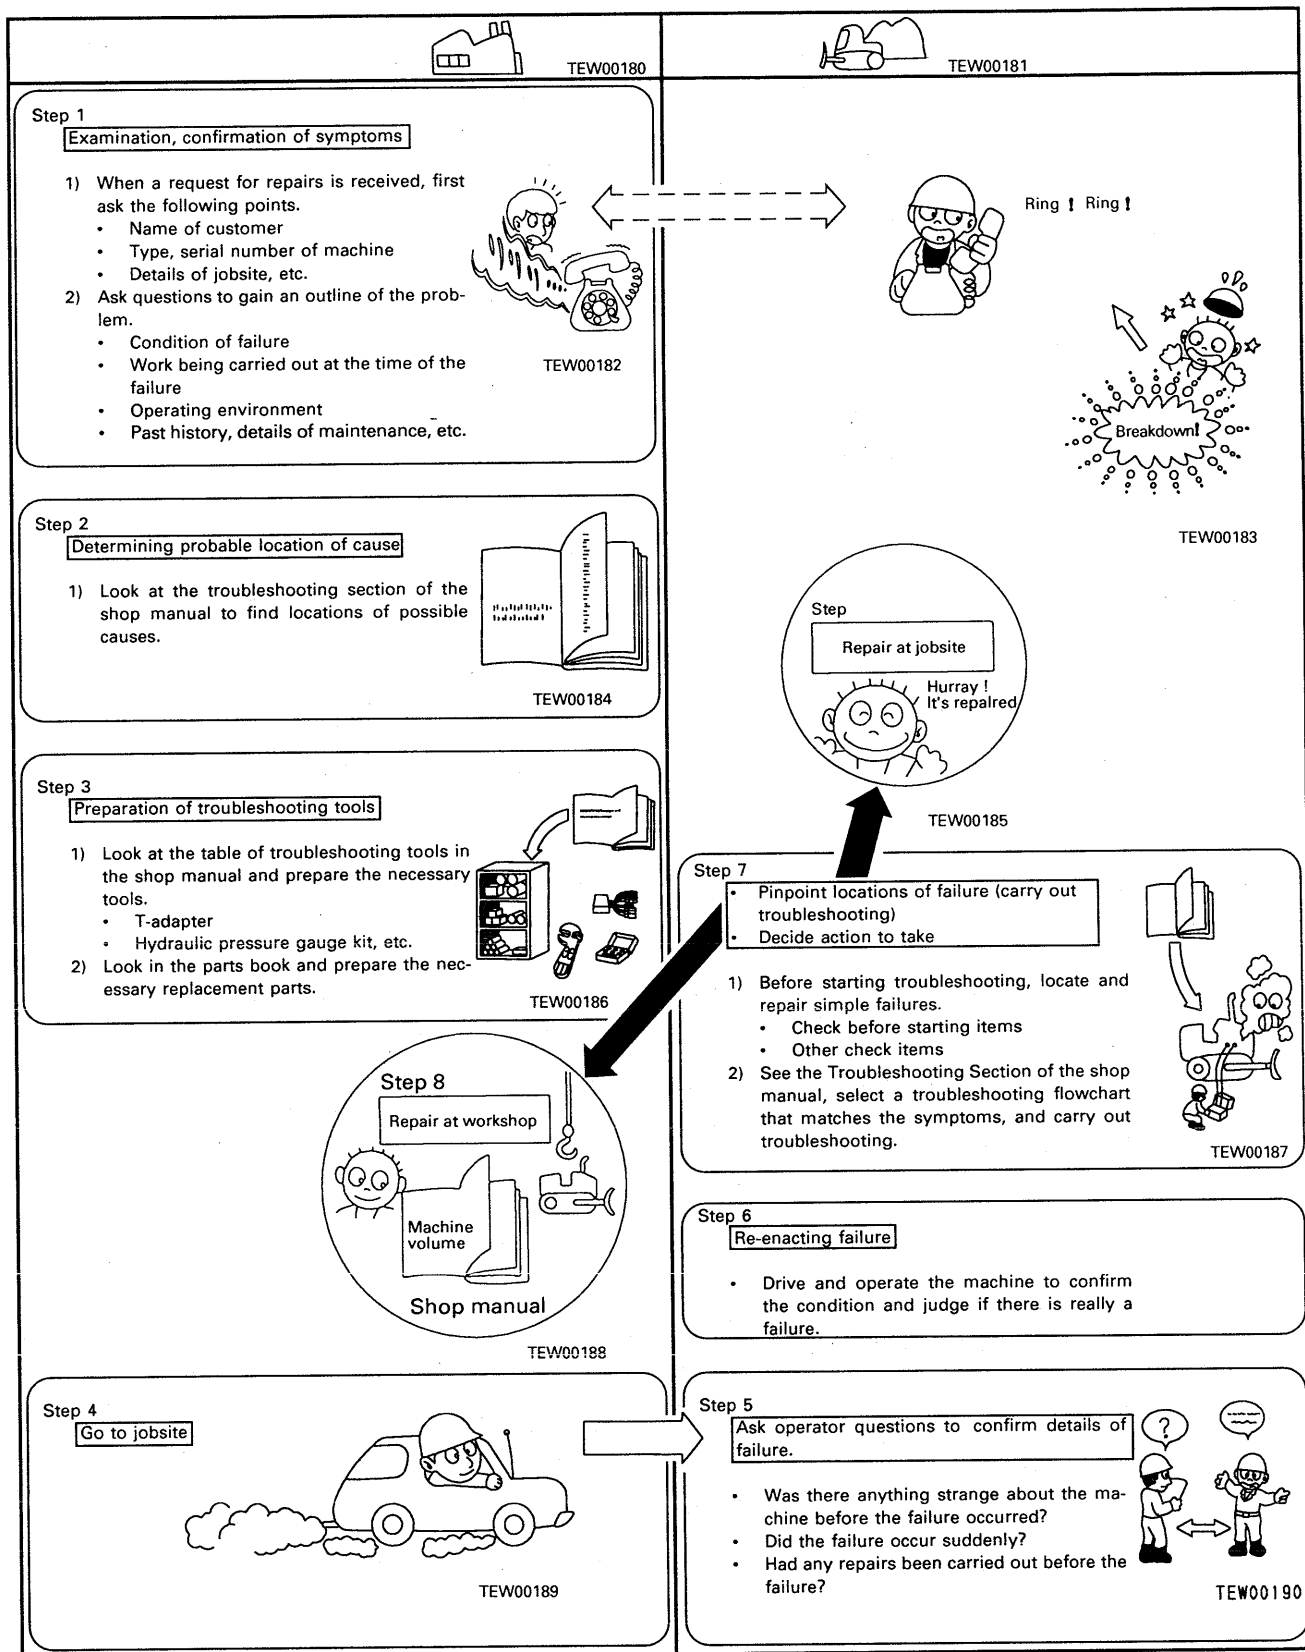 TEW00180
TEW00181
Step 1
Examination, confirmation of symptoms
1) When a request for repairs is received, first
ask the following points.
• Name of customer
• Type, serial number of machine
• Details of jobsite, etc.
2) Ask questions to gain an outline of the prob-
lem.
• Condition of failure
• Work being carried out at the time of the
failure
• Operating environment
• Past history, details of maintenance, etc.
TEW00182
Ring ! Ring !
Breakdown!
TEW00183
Step 2
Determining probable location of cause
1) Look at the troubleshooting section of the
shop manual to find locations of possible
causes.
TEW00184
Step
Repair at jobsite
Hurray !
It's repalred
TEW00185
Step 3
Preparation of troubleshooting tools
1) Look at the table of troubleshooting tools in
the shop manual and prepare the necessary
tools.
• T-adapter
• Hydraulic pressure gauge kit, etc.
2) Look in the parts book and prepare the nec-
essary replacement parts.
TEW00186
Step 7
• Pinpoint locations of failure (carry out
troubleshooting)
• Decide action to take
1) Before starting troubleshooting, locate and
repair simple failures.
• Check before starting items
• Other check items
2) See the Troubleshooting Section of the shop
manual, select a troubleshooting flowchart
that matches the symptoms, and carry out
troubleshooting.
TEW00187
Step 8
Repair at workshop
Machine
volume
Shop manual
TEW00188
Step 6
Re-enacting failure
• Drive and operate the machine to confirm
the condition and judge if there is really a
failure.
Step 4
Go to jobsite
TEW00189
Step 5
Ask operator questions to confirm details of
failure.
?
• Was there anything strange about the ma-
chine before the failure occurred?
• Did the failure occur suddenly?
• Had any repairs been carried out before the
failure?
TEW00190